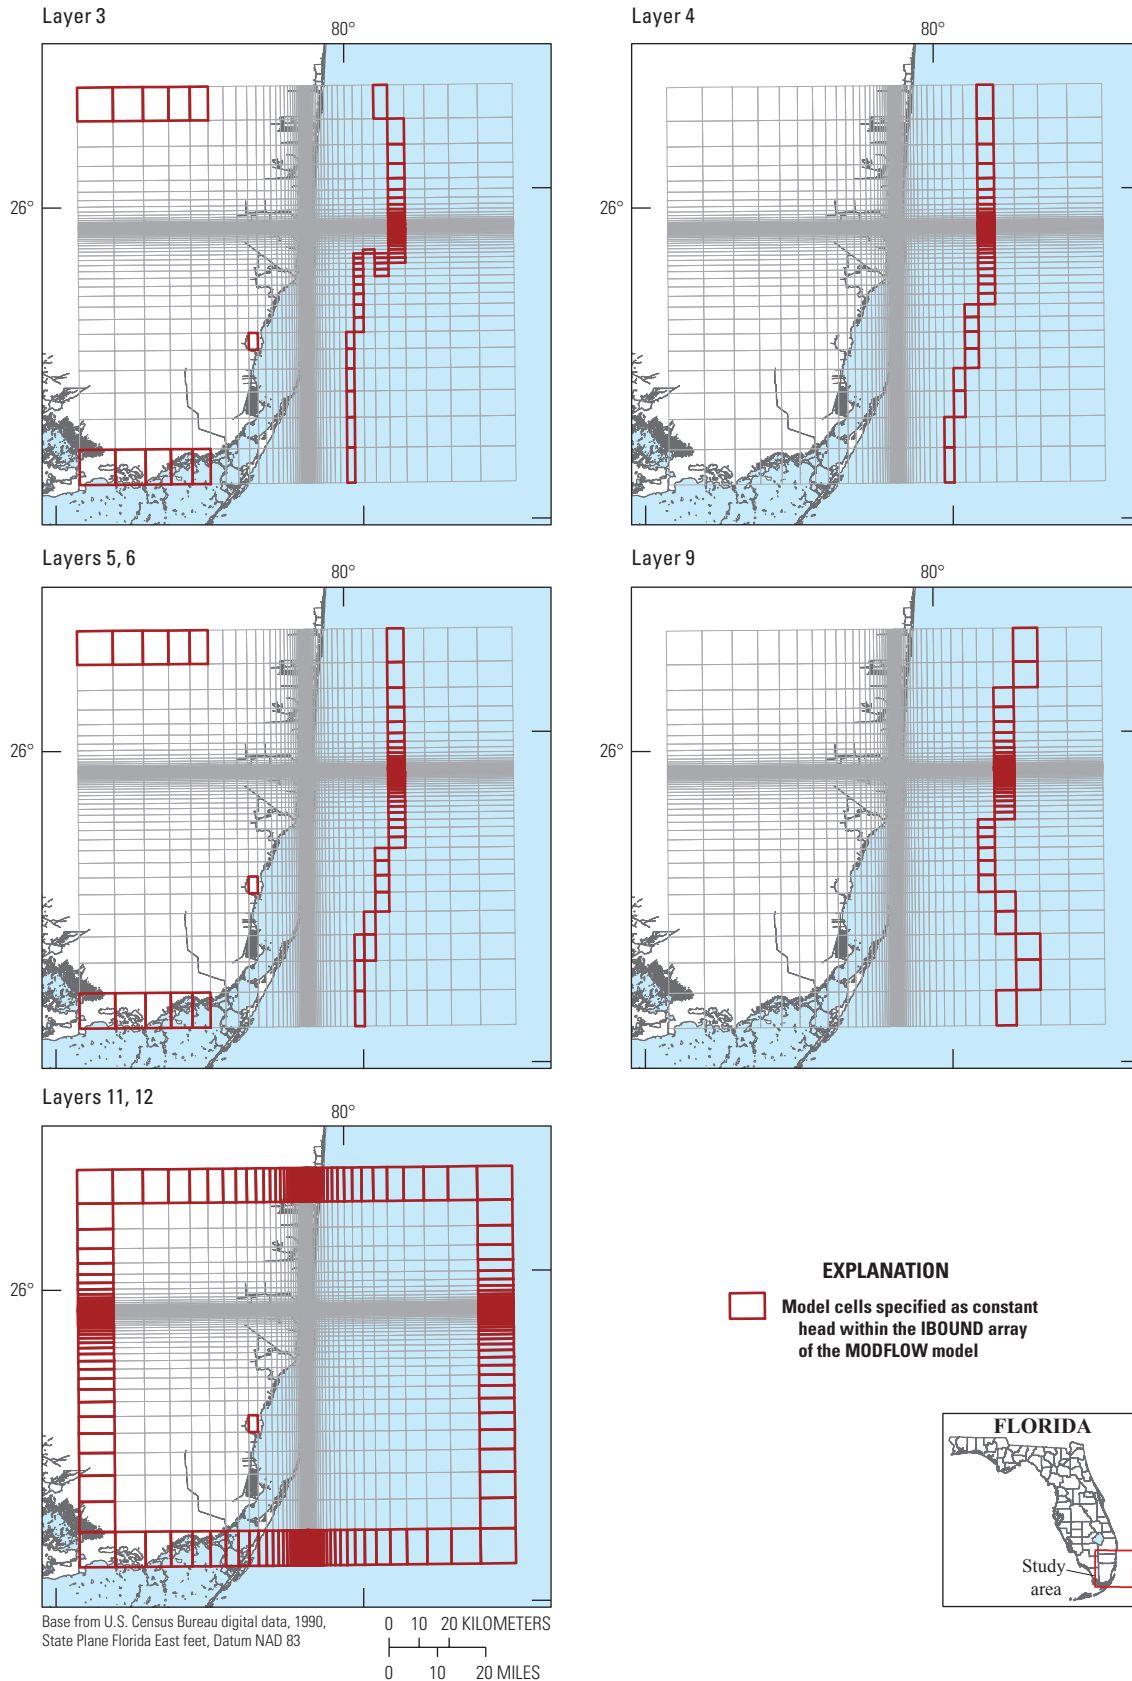 Layer 3
80°
26°
Layer 4
80°
26°
Layers 5, 6
80°
26°
Layer 9
80°
26°
Layers 11, 12
80°
26°
EXPLANATION
Model cells specified as constant
head within the IBOUND array
of the MODFLOW model
FLORIDA
Study
area
Base from U.S. Census Bureau digital data, 1990,
State Plane Florida East feet, Datum NAD 83
0 10 20 KILOMETERS
0 10 20 MILES